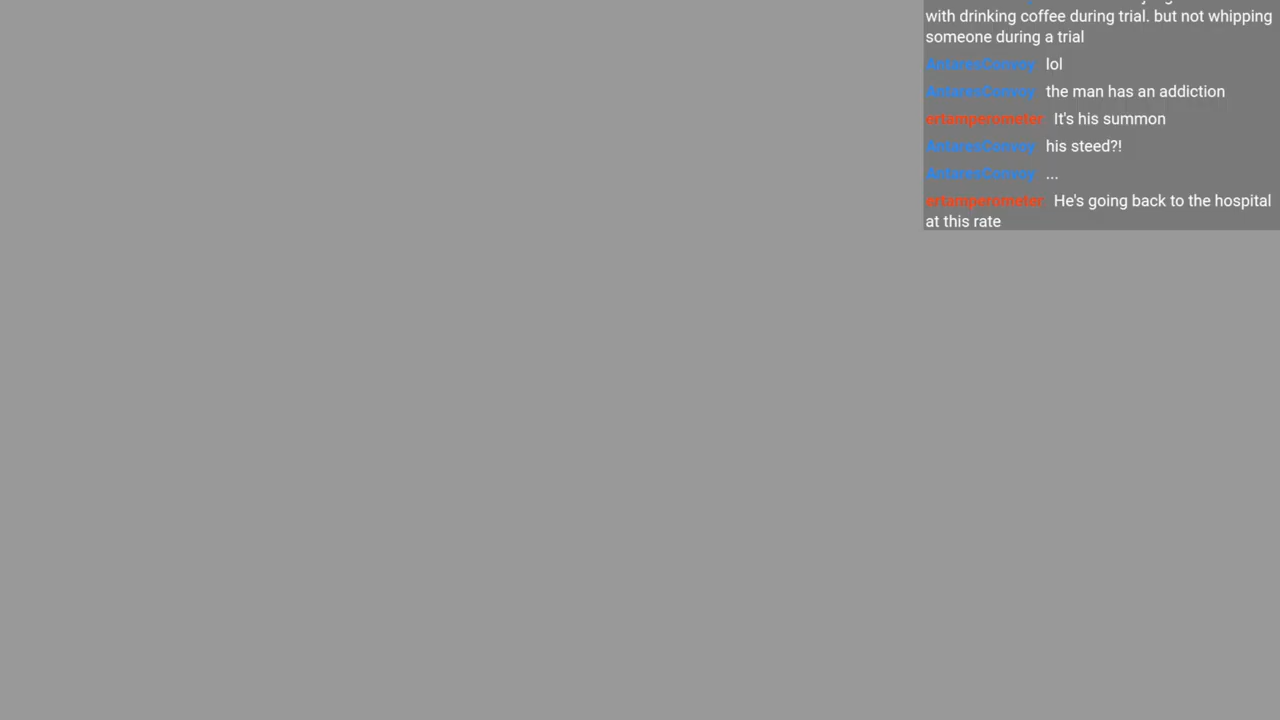 with drinking coffee during trial. but not whipping
someone during a trial
AntaresConvoy lol
AntaresConvoy the man has an addiction
artamperometer It's his summon
AntaresConvoy his steed?!
AntaresConvoy ...
artamperometer He's going back to the hospital
at this rate